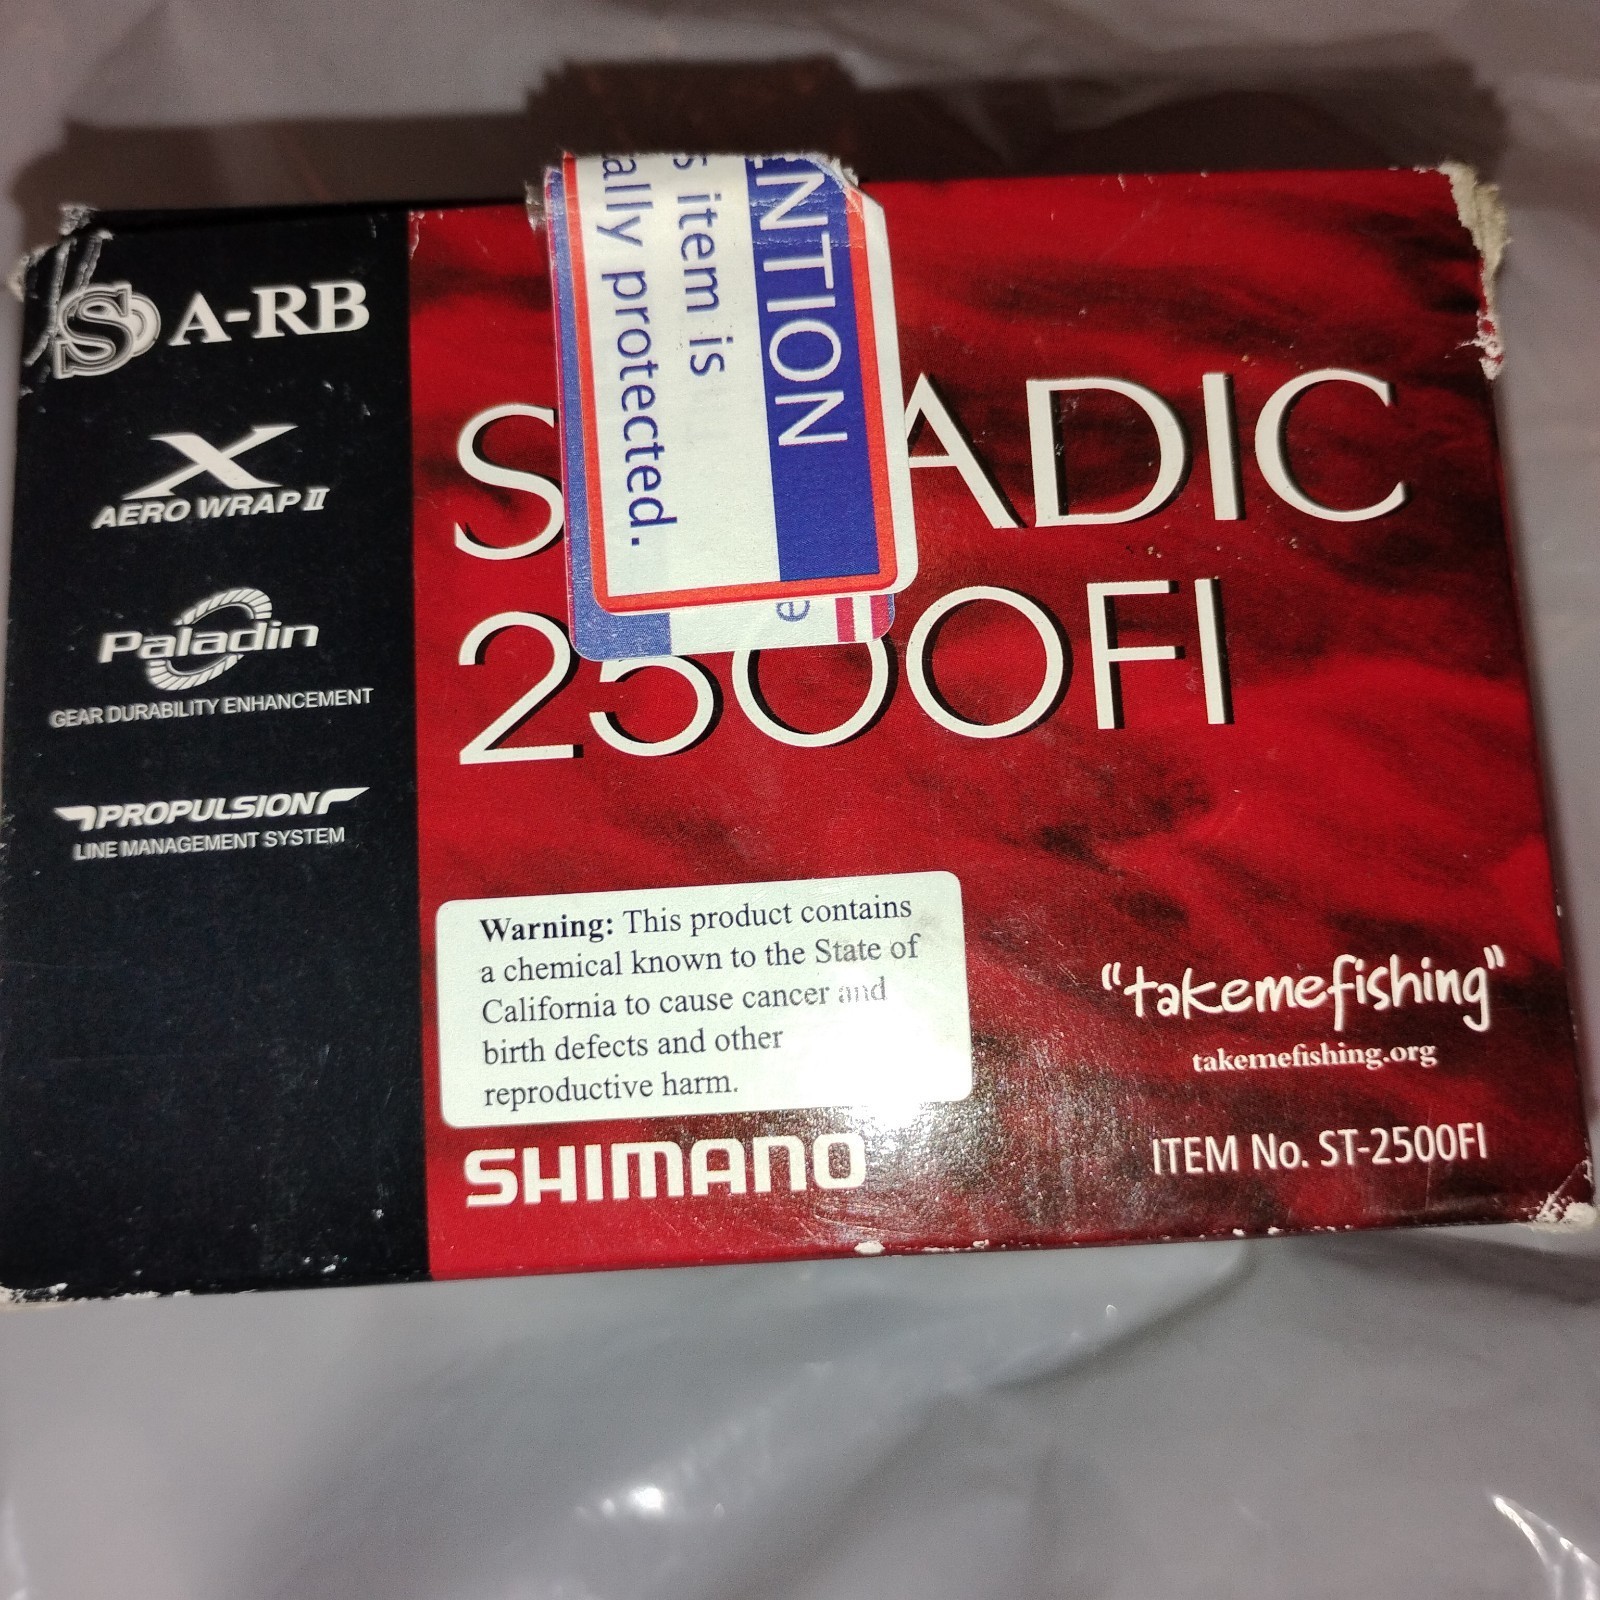 S A-RB
X
AERO WRAP II
Paladin
GEAR DURABILITY ENHANCEMENT
PROPULSION
LINE MANAGEMENT SYSTEM
NTION
s item is
ally protected.
e
S ADIC
2500FI
Warning: This product contains
a chemical known to the State of
California to cause cancer and
birth defects and other
reproductive harm.
"takemefishing"
takemefishing.org
SHIMANO
ITEM No. ST-2500FI